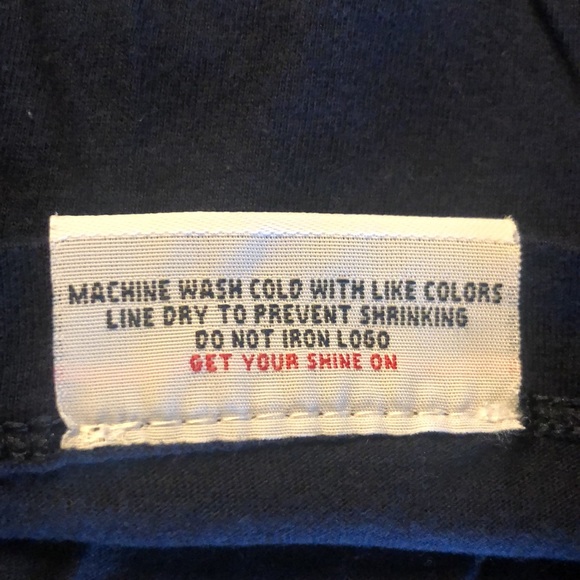 MACHINE WASH COLD WITH LIKE COLORS
LINE DRY TO PREVENT SHRINKING
DO NOT IRON LOGO
GET YOUR SHINE ON